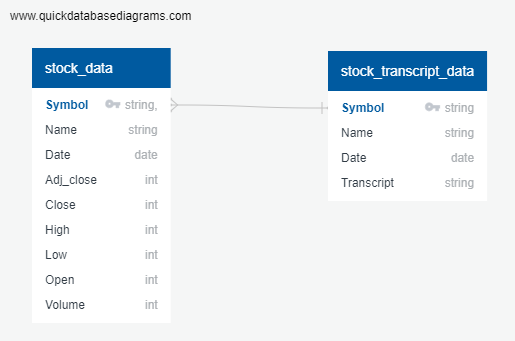 www.quickdatabasediagrams.com
stock_data
Symbol string,
Name string
Date date
Adj_close int
Close int
High int
Low int
Open int
Volume int
stock_transcript_data
Symbol string
Name string
Date date
Transcript string